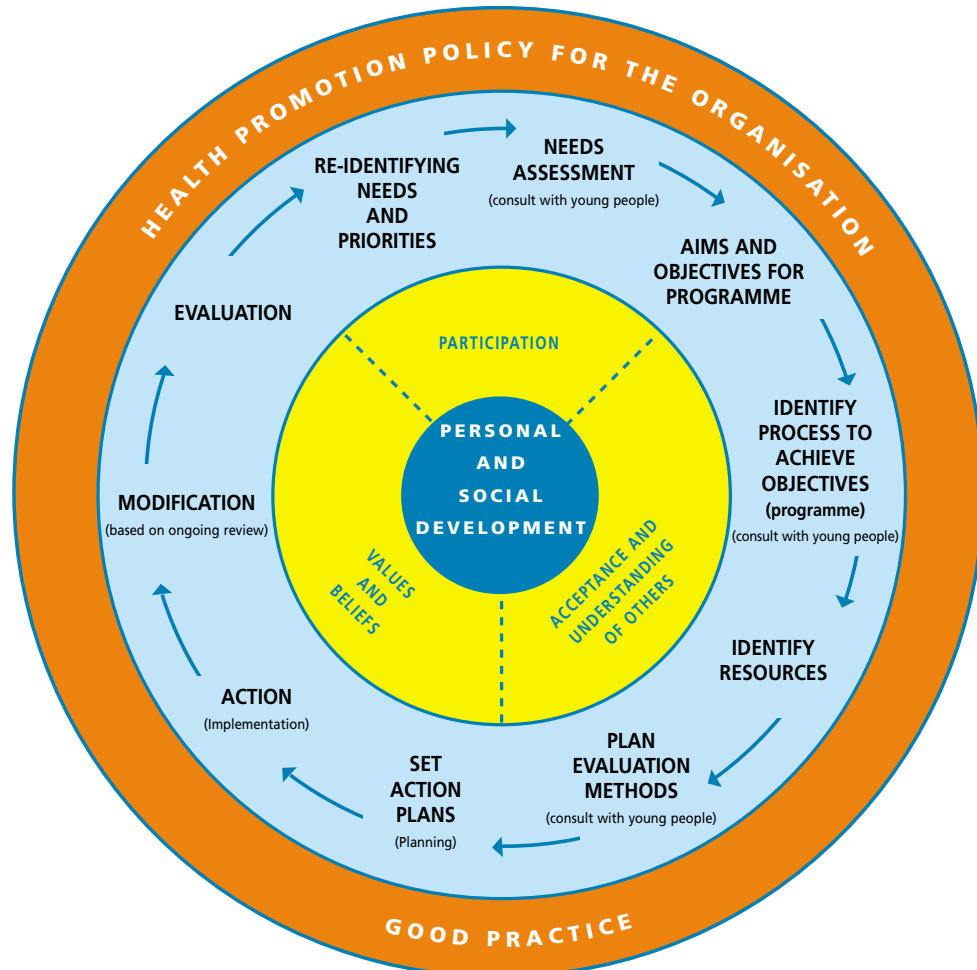 HEALTH PROMOTION POLICY FOR THE ORGANISATION
NEEDS
ASSESSMENT
(consult with young people)
AIMS AND
OBJECTIVES FOR
PROGRAMME
IDENTIFY
PROCESS TO
ACHIEVE
OBJECTIVES
(programme)
(consult with young people)
IDENTIFY
RESOURCES
PLAN
EVALUATION
METHODS
(consult with young people)
SET
ACTION
PLANS
(Planning)
ACTION
(Implementation)
MODIFICATION
(based on ongoing review)
EVALUATION
RE-IDENTIFYING
NEEDS
AND
PRIORITIES
PARTICIPATION
ACCEPTANCE AND
UNDERSTANDING
OF OTHERS
VALUES
AND
BELIEFS
PERSONAL
AND
SOCIAL
DEVELOPMENT
GOOD PRACTICE